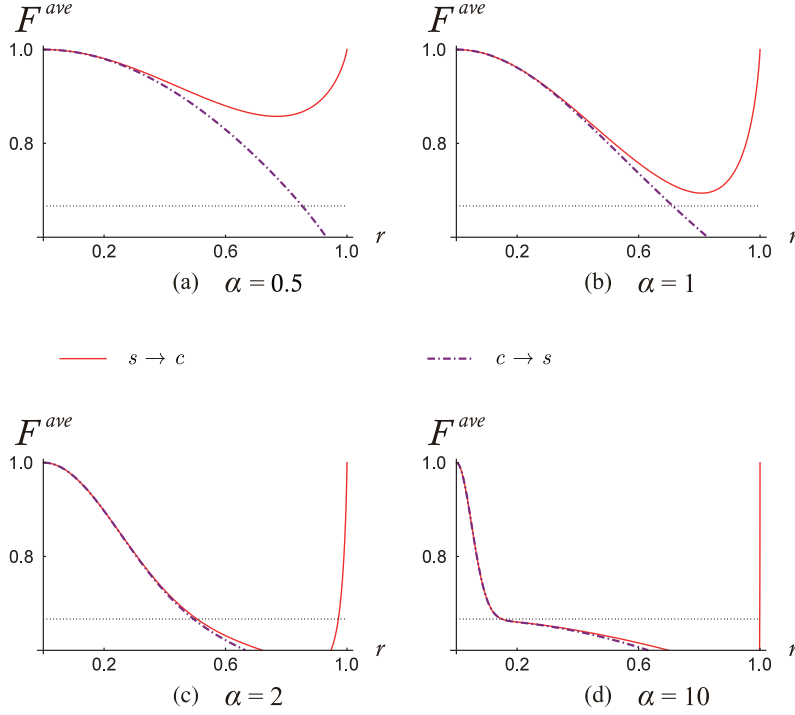 F^ave F^ave
1.0 1.0
0.8 0.8
0.2 0.6 1.0 r 0.2 0.6 1.0 r
(a) α = 0.5 (b) α = 1
s → c c → s
F^ave F^ave
1.0 1.0
0.8 0.8
0.2 0.6 1.0 r 0.2 0.6 1.0 r
(c) α = 2 (d) α = 10